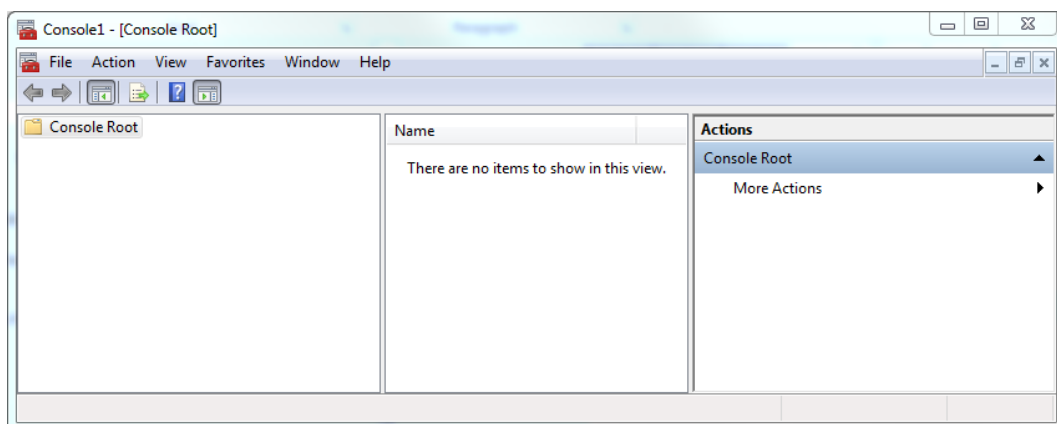 Console1 - [Console Root]
File Action View Favorites Window Help
Console Root
Name
There are no items to show in this view.
Actions
Console Root
More Actions